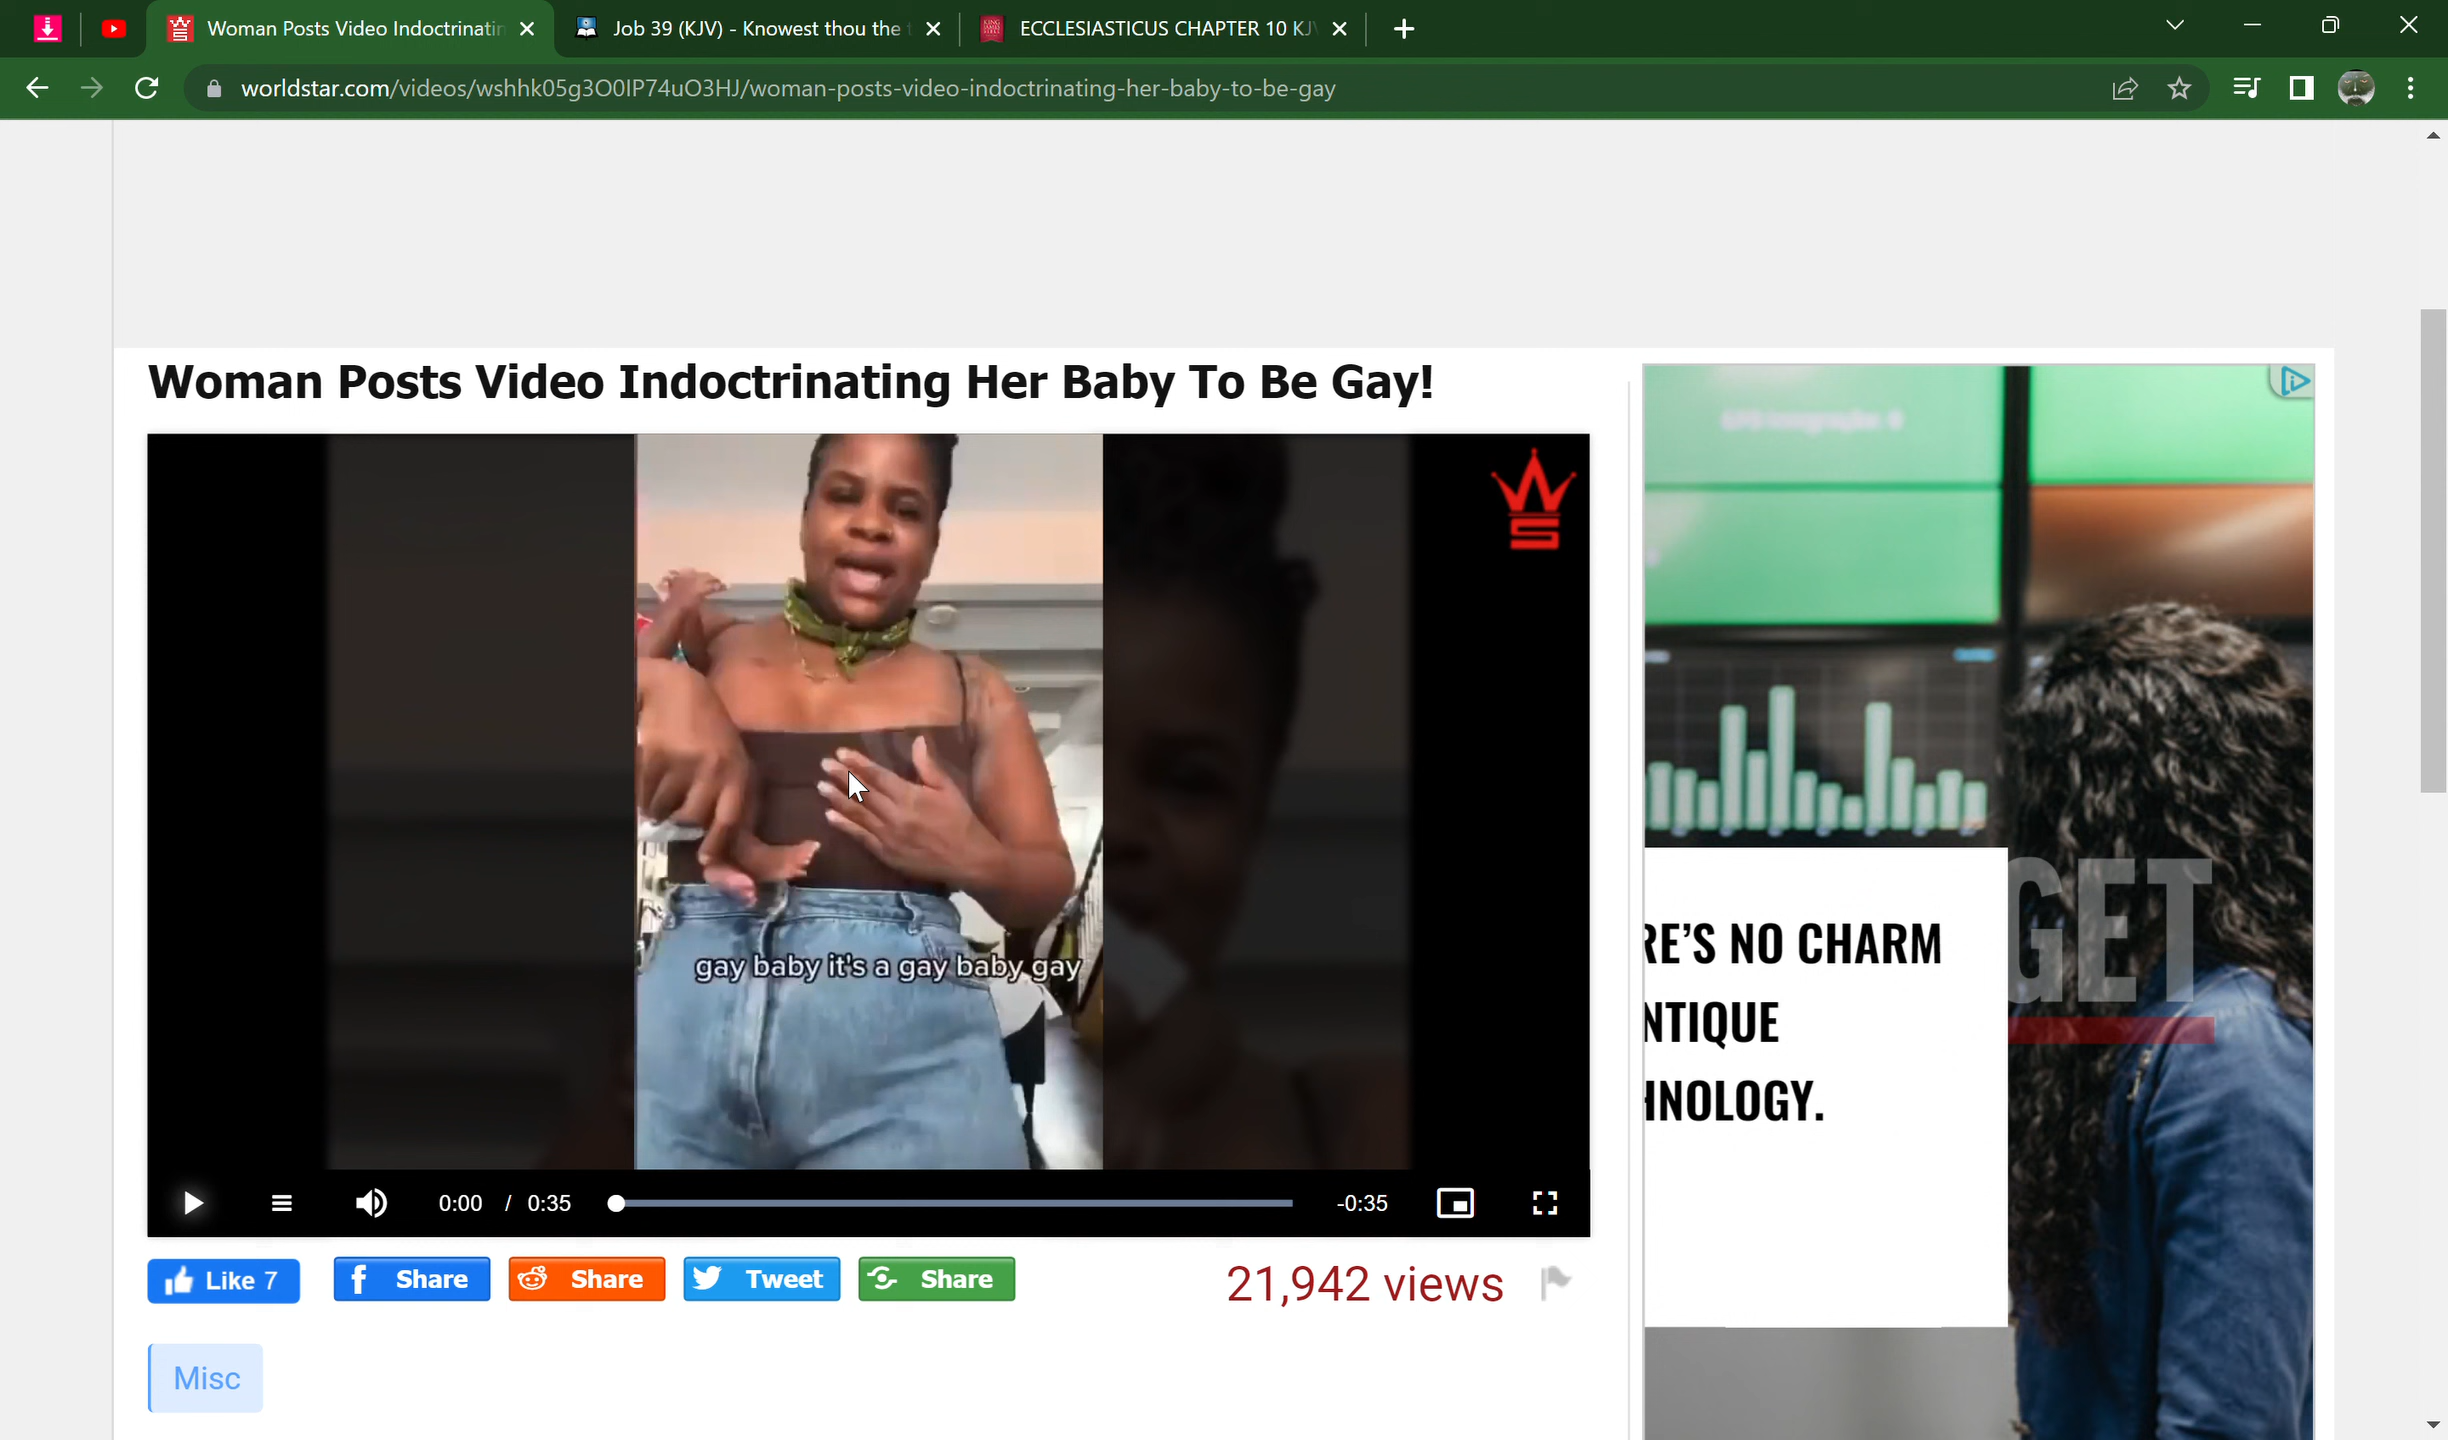 Woman Posts Video Indoctrinatin
Job 39 (KJV) - Knowest thou the
ECCLESIASTICUS CHAPTER 10 KJ
worldstar.com/videos/wshhk05g3O0IP74uO3HJ/woman-posts-video-indoctrinating-her-baby-to-be-gay
Woman Posts Video Indoctrinating Her Baby To Be Gay!
gay baby it's a gay baby gay
0:00 / 0:35
-0:35
Like 7
Share
Share
Tweet
Share
21,942 views
Misc
RE'S NO CHARM
NTIQUE
HNOLOGY.
GET